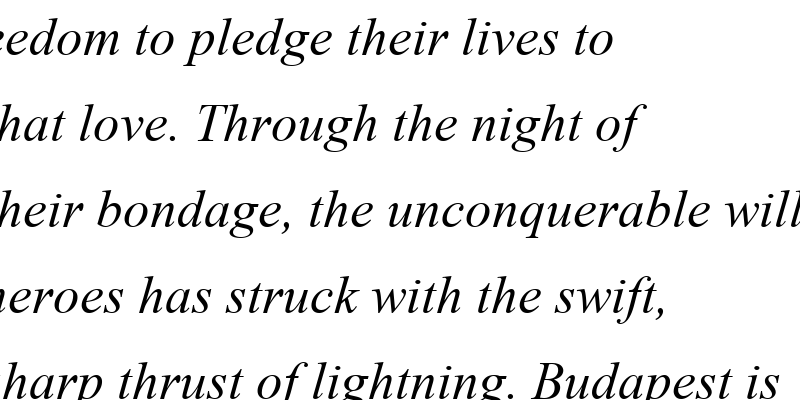 eedom to pledge their lives to
hat love. Through the night of
heir bondage, the unconquerable will
heroes has struck with the swift,
sharp thrust of lightning. Budapest is